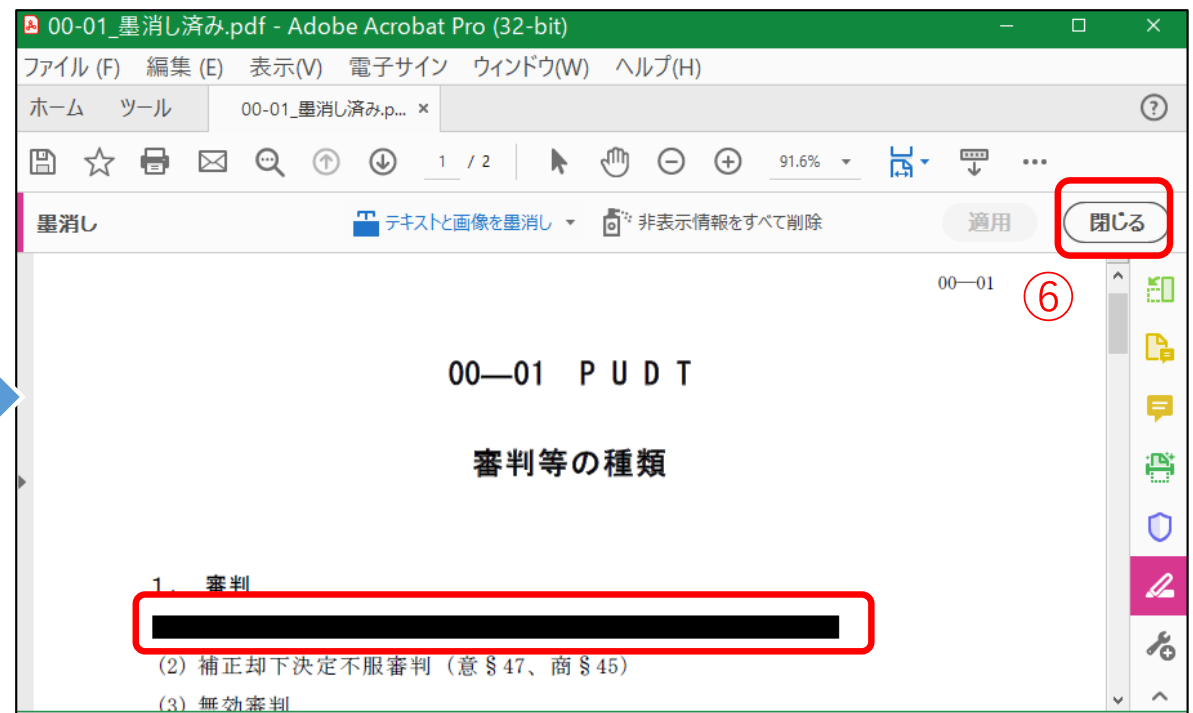 00-01_墨消し済み.pdf - Adobe Acrobat Pro (32-bit)
ファイル (F) 編集 (E) 表示(V) 電子サイン ウィンドウ(W) ヘルプ(H)
ホーム ツール 00-01_墨消し済み.p... ×
1 / 2 91.6%
墨消し テキストと画像を墨消し 非表示情報をすべて削除 適用 閉じる
00―01
⑥
00―01 PUDT
審判等の種類
1. 審判
(2) 補正却下決定不服審判（意§47、商§45）
(3) 無効審判